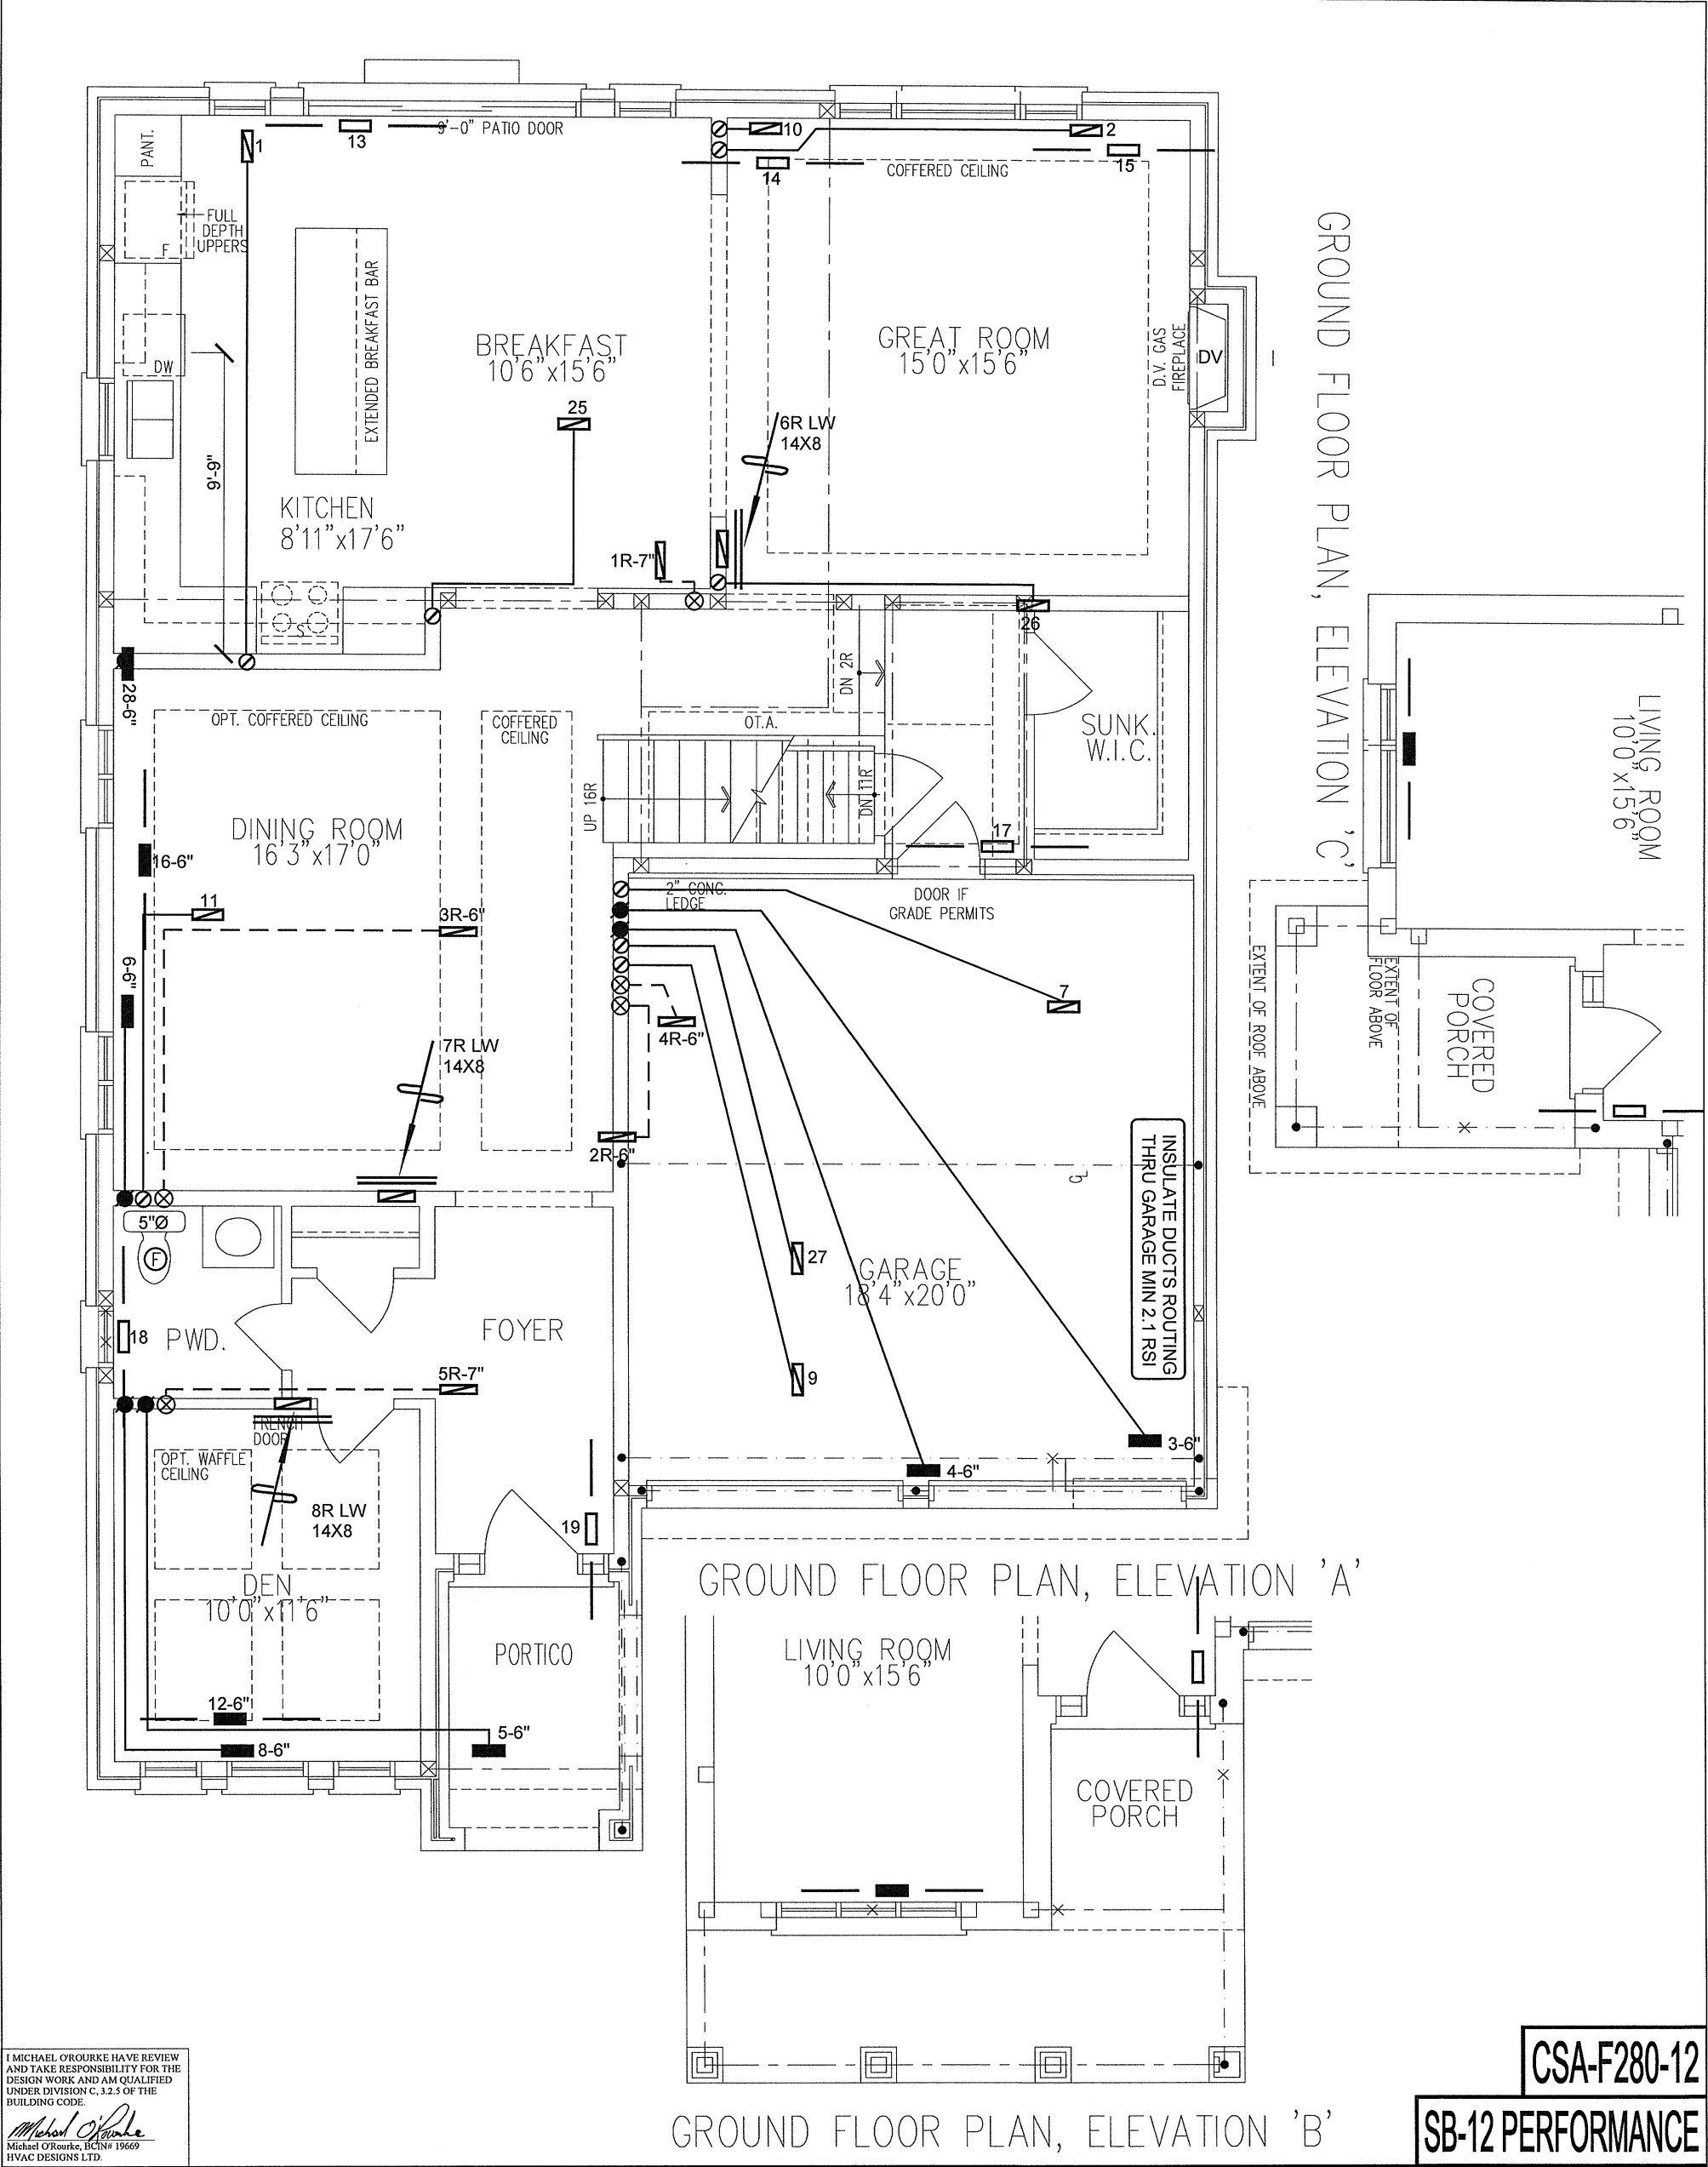 PANT.
1
13
9'-0" PATIO DOOR
10
2
14
15
COFFERED CEILING
FULL
DEPTH
UPPERS
F
EXTENDED BREAKFAST BAR
BREAKFAST
10'6"x15'6"
GREAT ROOM
15'0"x15'6"
D.V. GAS
FIREPLACE
DV
DW
25
6R LW
14X8
9'-9"
KITCHEN
8'11"x17'6"
1R-7"
S
26
28-6"
OPT. COFFERED CEILING
COFFERED
CEILING
OT.A.
DN 2R
SUNK.
W.I.C.
UP 16R
DN 11R
DINING ROOM
16'3"x17'0"
17
16-6"
11
3R-6"
2" CONC.
LEDGE
DOOR IF
GRADE PERMITS
6-6"
7
4R-6"
7R LW
14X8
2R-6"
INSULATE DUCTS ROUTING
THRU GARAGE MIN 2.1 RSI
5"Ø
F
27
GARAGE
18'4"x20'0"
18
PWD.
FOYER
5R-7"
9
FRENCH
DOOR
OPT. WAFFLE
CEILING
3-6"
4-6"
8R LW
14X8
19
DEN
10'0"x11'6"
PORTICO
12-6"
5-6"
8-6"
GROUND FLOOR PLAN, ELEVATION 'A'
GROUND FLOOR PLAN, ELEVATION 'C'
LIVING ROOM
10'0"x15'6"
EXTENT OF ROOF ABOVE
EXTENT OF
FLOOR ABOVE
COVERED
PORCH
LIVING ROOM
10'0"x15'6"
COVERED
PORCH
GROUND FLOOR PLAN, ELEVATION 'B'
I MICHAEL O'ROURKE HAVE REVIEW
AND TAKE RESPONSIBILITY FOR THE
DESIGN WORK AND AM QUALIFIED
UNDER DIVISION C, 3.2.5 OF THE
BUILDING CODE.
Michael O'Rourke
Michael O'Rourke, BCIN# 19669
HVAC DESIGNS LTD.
CSA-F280-12
SB-12 PERFORMANCE